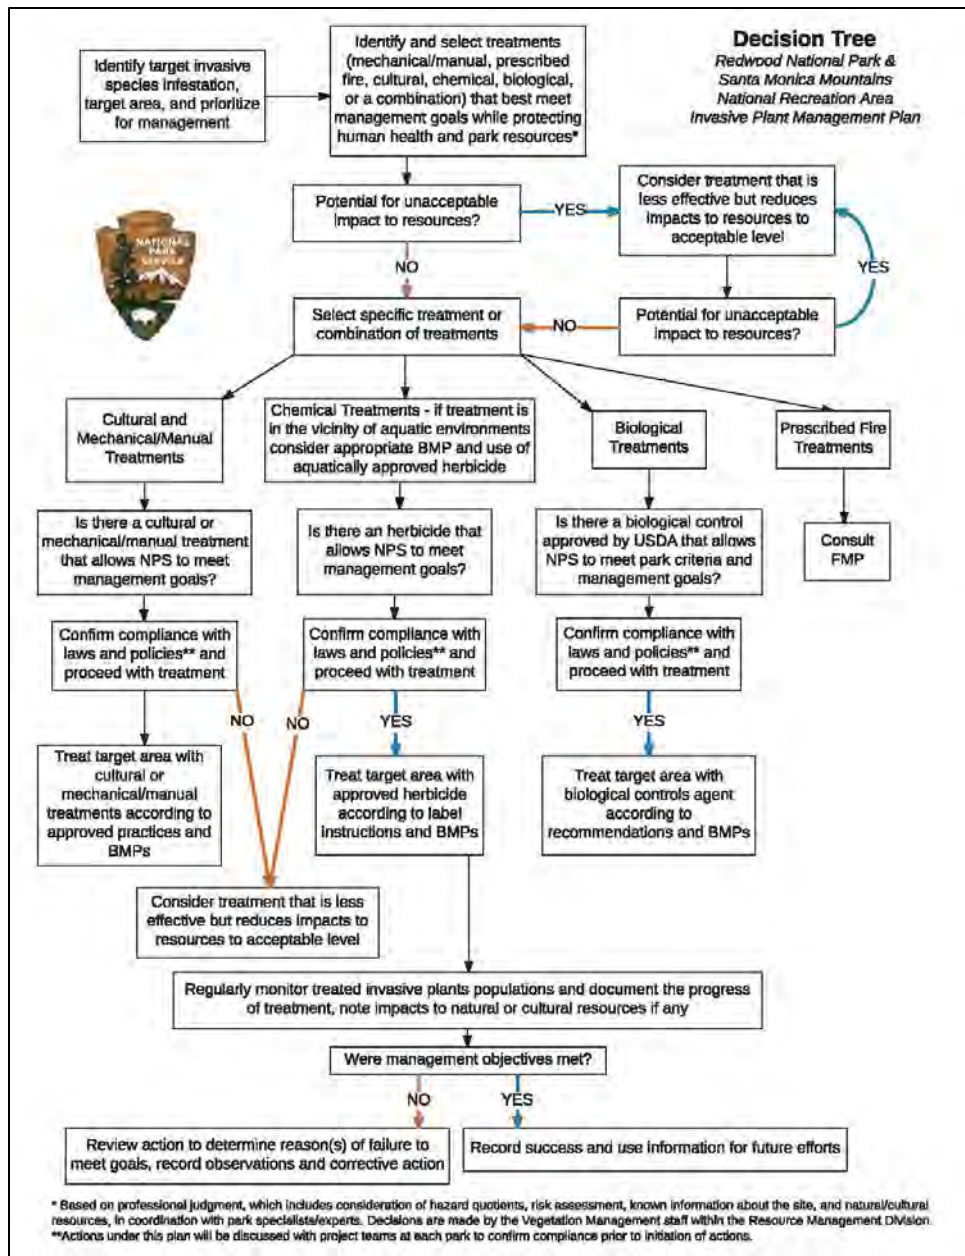 Decision Tree
Redwood National Park &
Santa Monica Mountains
National Recreation Area
Invasive Plant Management Plan
Identify target invasive
species infestation,
target area, and prioritize
for management
Identify and select treatments
(mechanical/manual, prescribed
fire, cultural, chemical, biological,
or a combination) that best meet
management goals while protecting
human health and park resources*
Potential for unacceptable
impact to resources?
YES
Consider treatment that is
less effective but reduces
impacts to resources to
acceptable level
NATIONAL
PARK
SERVICE
NO
YES
Select specific treatment or
combination of treatments
NO
Potential for unacceptable
impact to resources?
Cultural and
Mechanical/Manual
Treatments
Chemical Treatments - if treatment is
in the vicinity of aquatic environments
consider appropriate BMP and use of
aquatically approved herbicide
Biological
Treatments
Prescribed Fire
Treatments
Is there a cultural or
mechanical/manual treatment
that allows NPS to meet
management goals?
Is there an herbicide that
allows NPS to meet
management goals?
Is there a biological control
approved by USDA that allows
NPS to meet park criteria and
management goals?
Consult
FMP
Confirm compliance with
laws and policies** and
proceed with treatment
Confirm compliance with
laws and policies** and
proceed with treatment
Confirm compliance with
laws and policies** and
proceed with treatment
NO
NO
YES
YES
Treat target area with
cultural or
mechanical/manual
treatments according to
approved practices and
BMPs
Treat target area with
approved herbicide
according to label
instructions and BMPs
Treat target area with
biological controls agent
according to
recommendations and BMPs
Consider treatment that is less
effective but reduces impacts to
resources to acceptable level
Regularly monitor treated invasive plants populations and document the progress
of treatment, note impacts to natural or cultural resources if any
Were management objectives met?
NO
YES
Review action to determine reason(s) of failure to
meet goals, record observations and corrective action
Record success and use information for future efforts
* Based on professional judgment, which includes consideration of hazard quotients, risk assessment, known information about the site, and natural/cultural
resources, in coordination with park specialists/experts. Decisions are made by the Vegetation Management staff within the Resource Management Division.
**Actions under this plan will be discussed with project teams at each park to confirm compliance prior to initiation of actions.